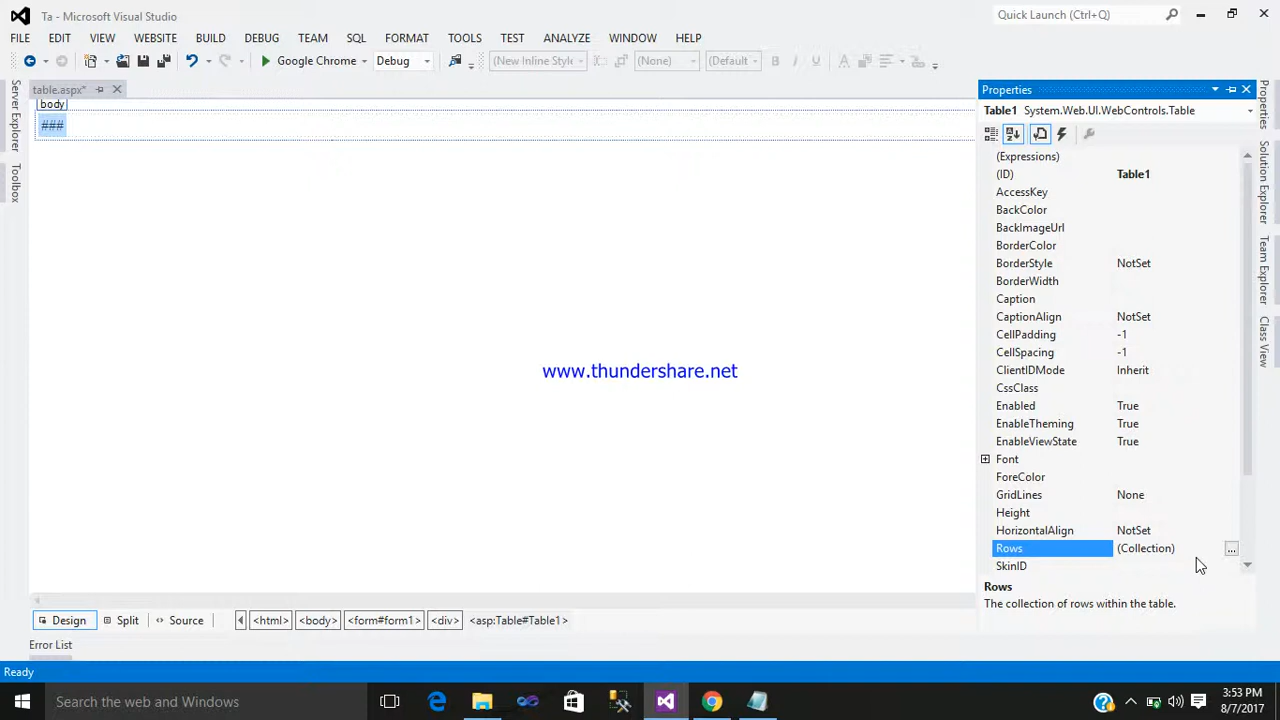 Ta - Microsoft Visual Studio
Quick Launch (Ctrl+Q)
FILE EDIT VIEW WEBSITE BUILD DEBUG TEAM SQL FORMAT TOOLS TEST ANALYZE WINDOW HELP
Google Chrome Debug (New Inline Style (None) (Default B I U A
table.aspx*
body
###
Server Explorer
Toolbox
www.thundershare.net
Properties
Table1 System.Web.UI.WebControls.Table
(Expressions)
(ID) Table1
AccessKey
BackColor
BackImageUrl
BorderColor
BorderStyle NotSet
BorderWidth
Caption
CaptionAlign NotSet
CellPadding -1
CellSpacing -1
ClientIDMode Inherit
CssClass
Enabled True
EnableTheming True
EnableViewState True
Font
ForeColor
GridLines None
Height
HorizontalAlign NotSet
Rows (Collection) ...
SkinID
Rows
The collection of rows within the table.
Properties
Solution Explorer
Team Explorer
Class View
Design Split Source <html> <body> <form#form1> <div> <asp:Table#Table1>
Error List
Ready
Search the web and Windows
3:53 PM
8/7/2017